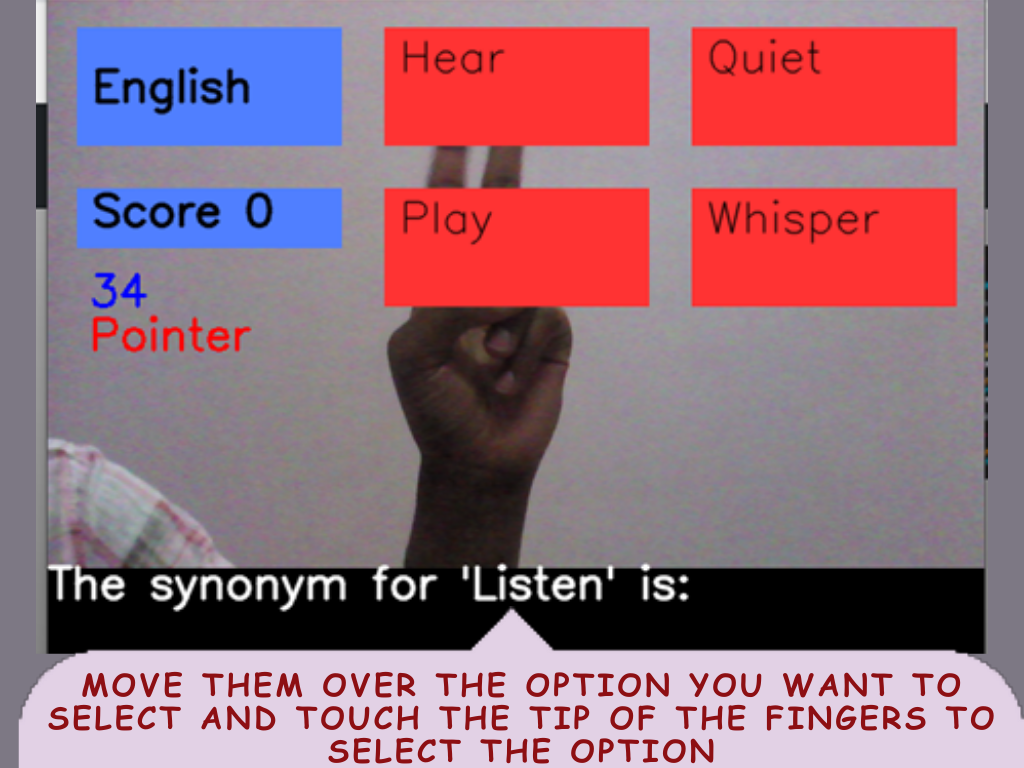 English
Hear
Quiet
Score 0
Play
Whisper
34
Pointer
The synonym for 'Listen' is:
MOVE THEM OVER THE OPTION YOU WANT TO
SELECT AND TOUCH THE TIP OF THE FINGERS TO
SELECT THE OPTION